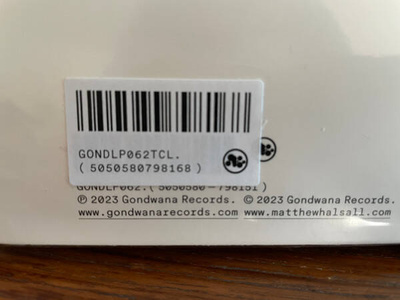 GONDLP062TCL.
( 5050580798168 )
GONDLP062.(5050580-798151)
℗ 2023 Gondwana Records. © 2023 Gondwana Records.
www.gondwanarecords.com www.matthewhalsall.com